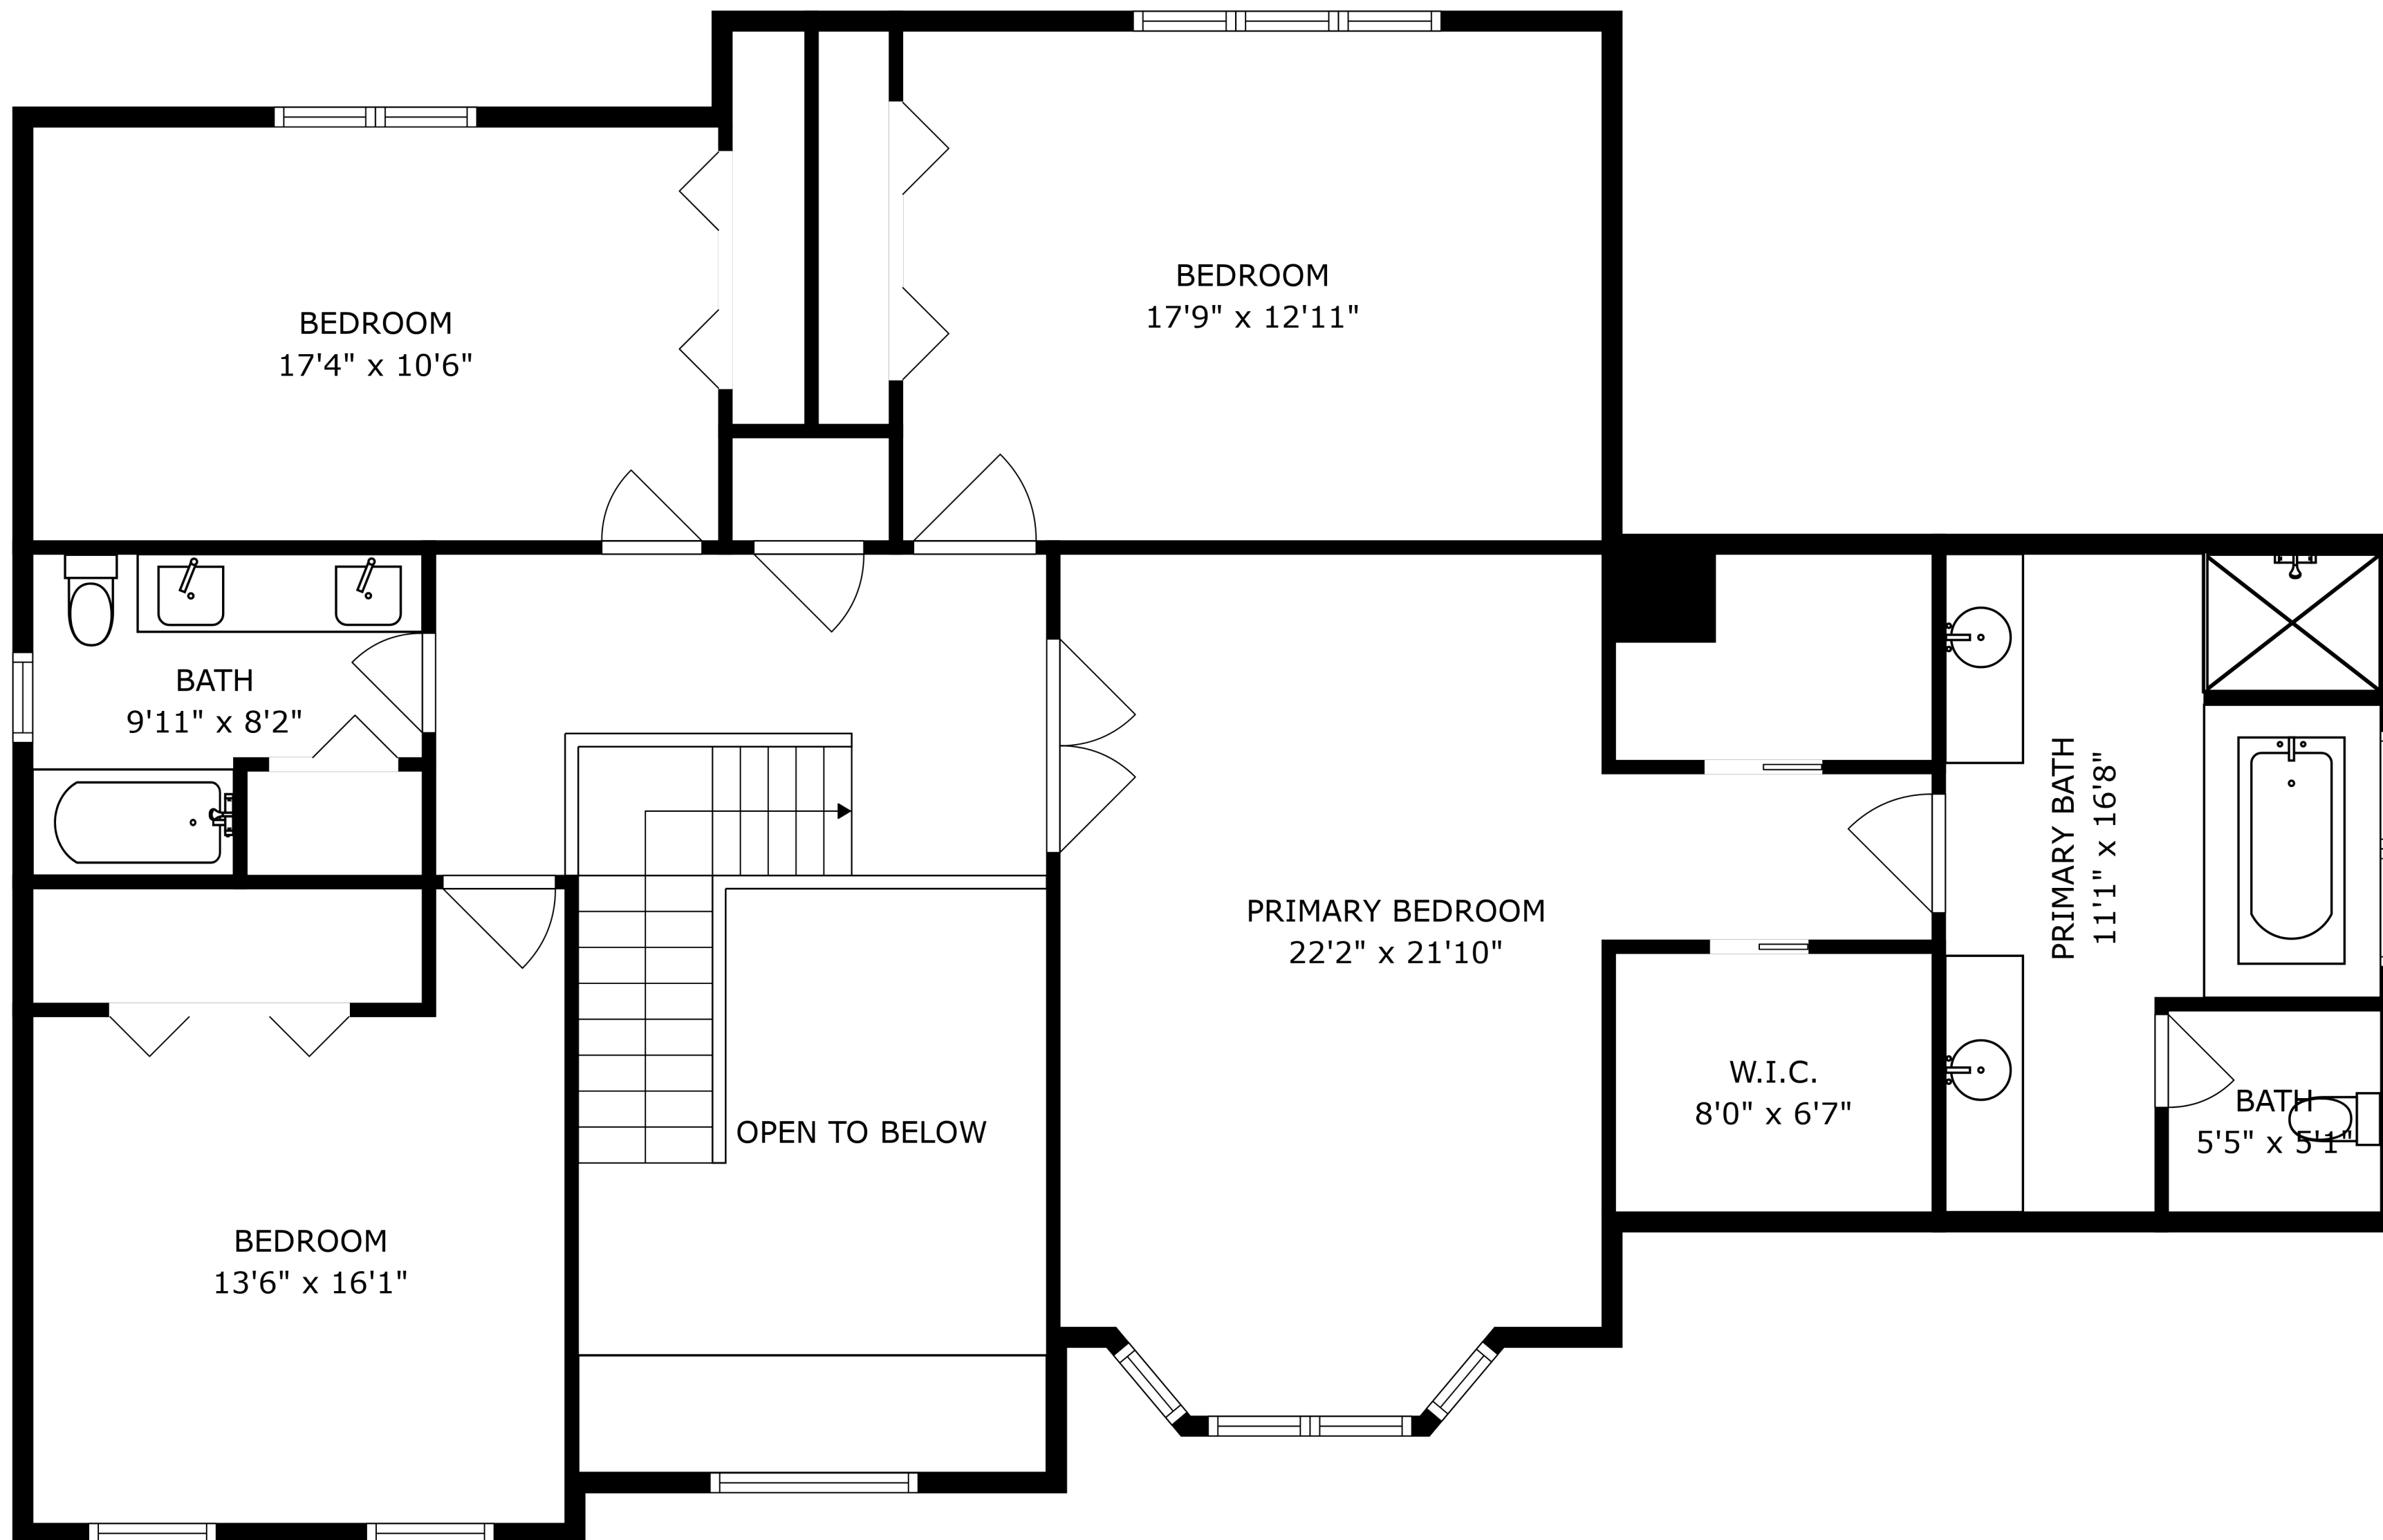 BEDROOM
17'4" x 10'6"
BEDROOM
17'9" x 12'11"
BATH
9'11" x 8'2"
PRIMARY BEDROOM
22'2" x 21'10"
PRIMARY BATH
11'1" x 16'8"
W.I.C.
8'0" x 6'7"
BATH
5'5" x 5'1"
OPEN TO BELOW
BEDROOM
13'6" x 16'1"